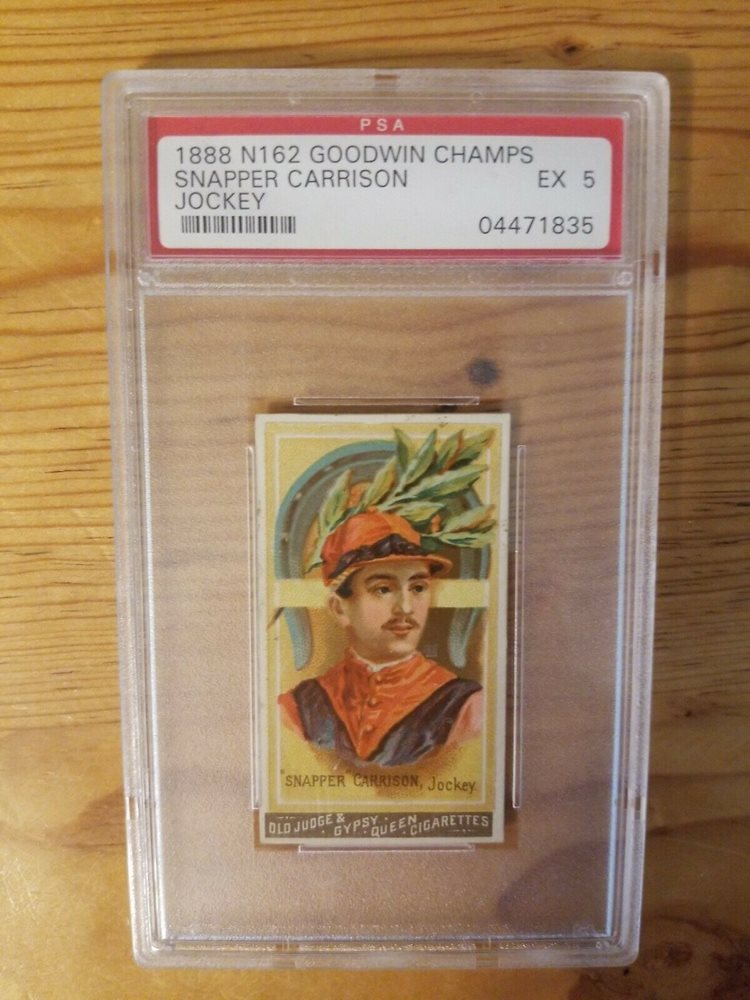 PSA
1888 N162 GOODWIN CHAMPS
SNAPPER CARRISON EX 5
JOCKEY
04471835
"SNAPPER CARRISON, Jockey.
OLD JUDGE & GYPSY QUEEN CIGARETTES